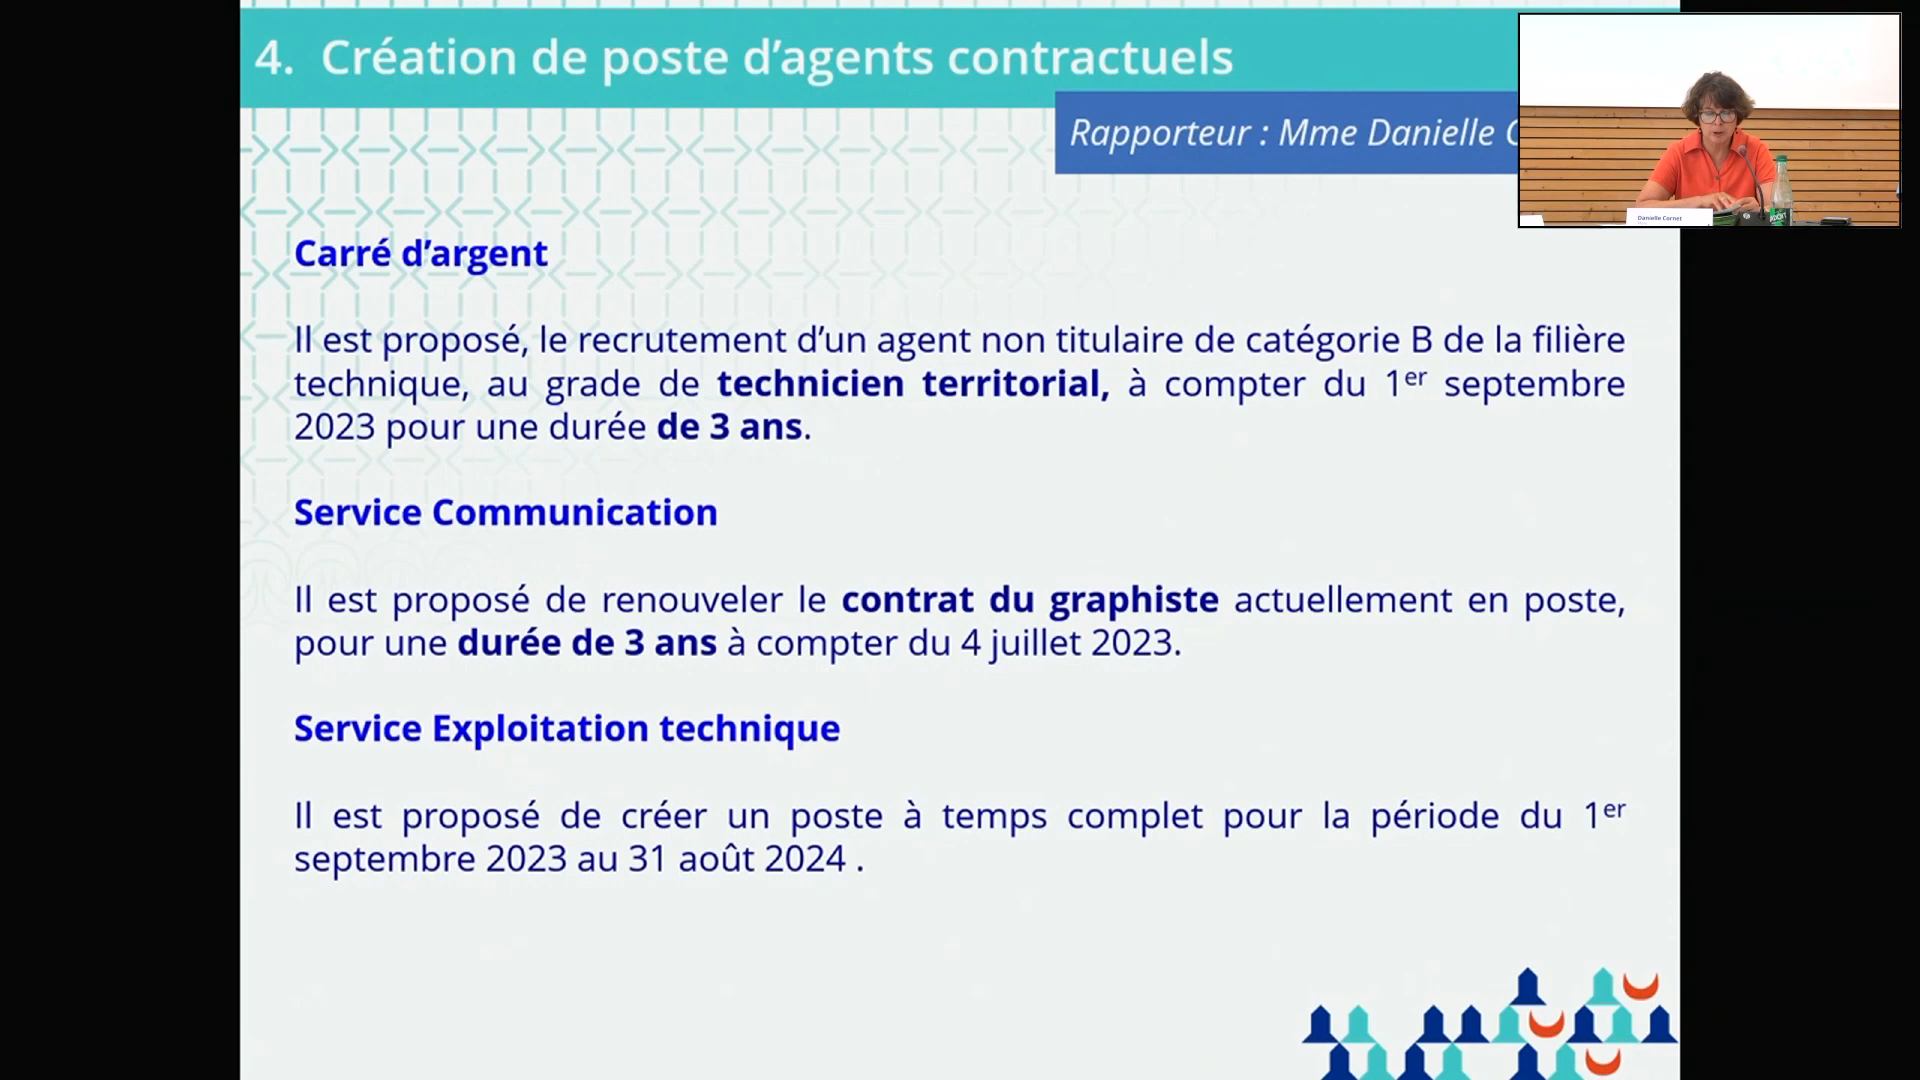 4. Création de poste d’agents contractuels
Rapporteur : Mme Danielle
Danielle Cornet
Carré d’argent
Il est proposé, le recrutement d’un agent non titulaire de catégorie B de la filière
technique, au grade de technicien territorial, à compter du 1er septembre
2023 pour une durée de 3 ans.
Service Communication
Il est proposé de renouveler le contrat du graphiste actuellement en poste,
pour une durée de 3 ans à compter du 4 juillet 2023.
Service Exploitation technique
Il est proposé de créer un poste à temps complet pour la période du 1er
septembre 2023 au 31 août 2024 .